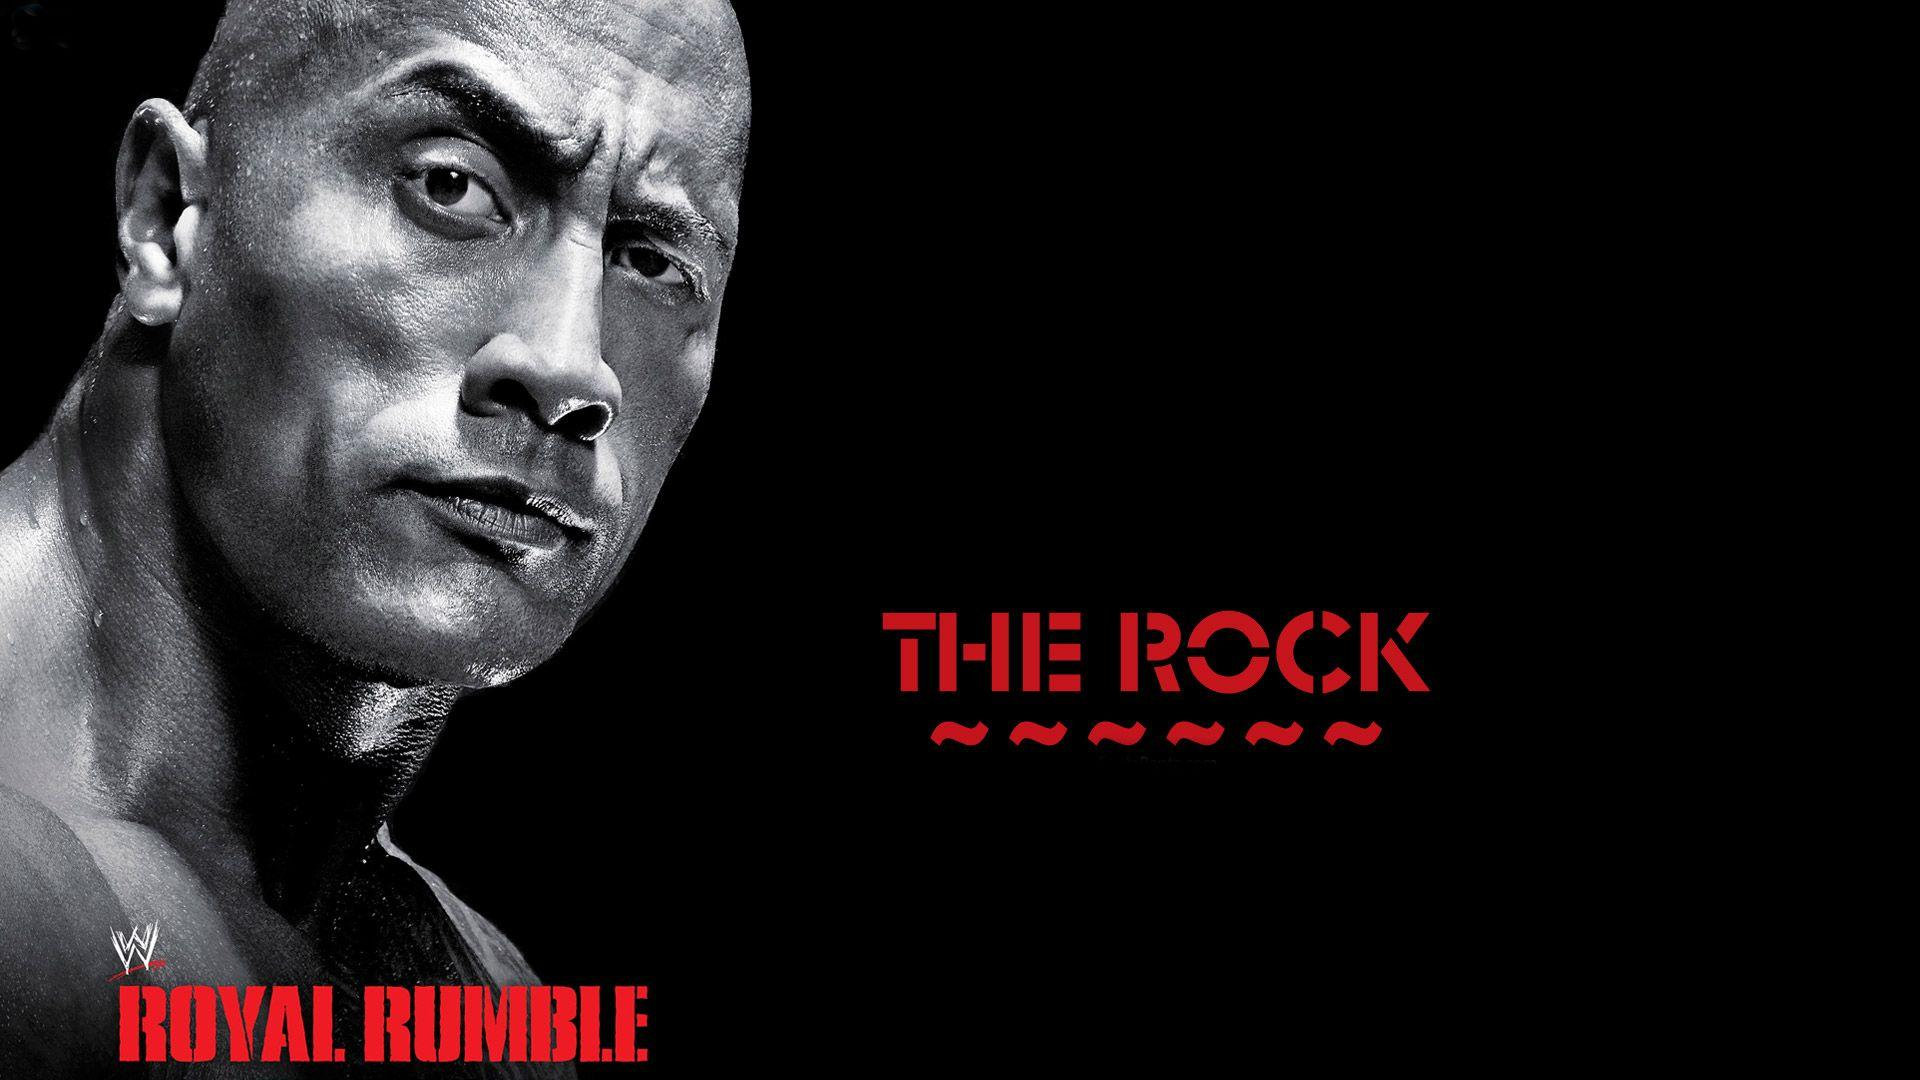 THE ROCK
~ ~ ~ ~ ~ ~
W
ROYAL RUMBLE